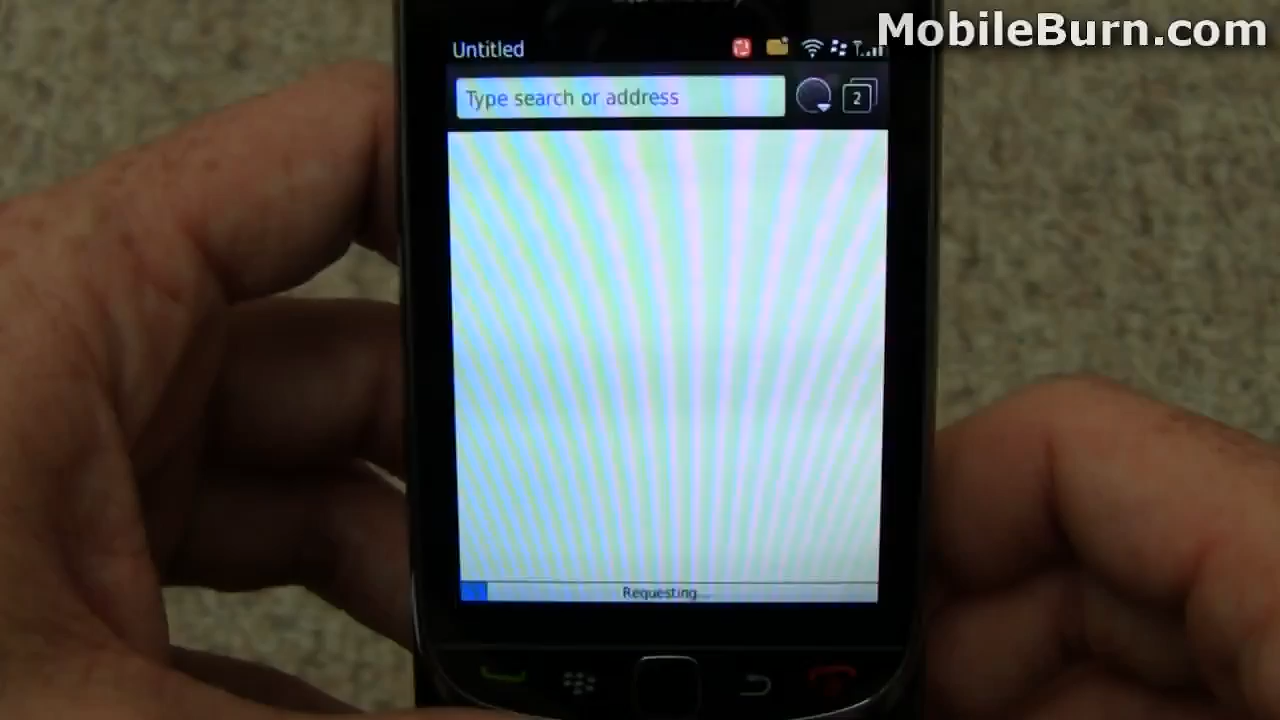 MobileBurn.com
Untitled
Type search or address
2
Requesting...